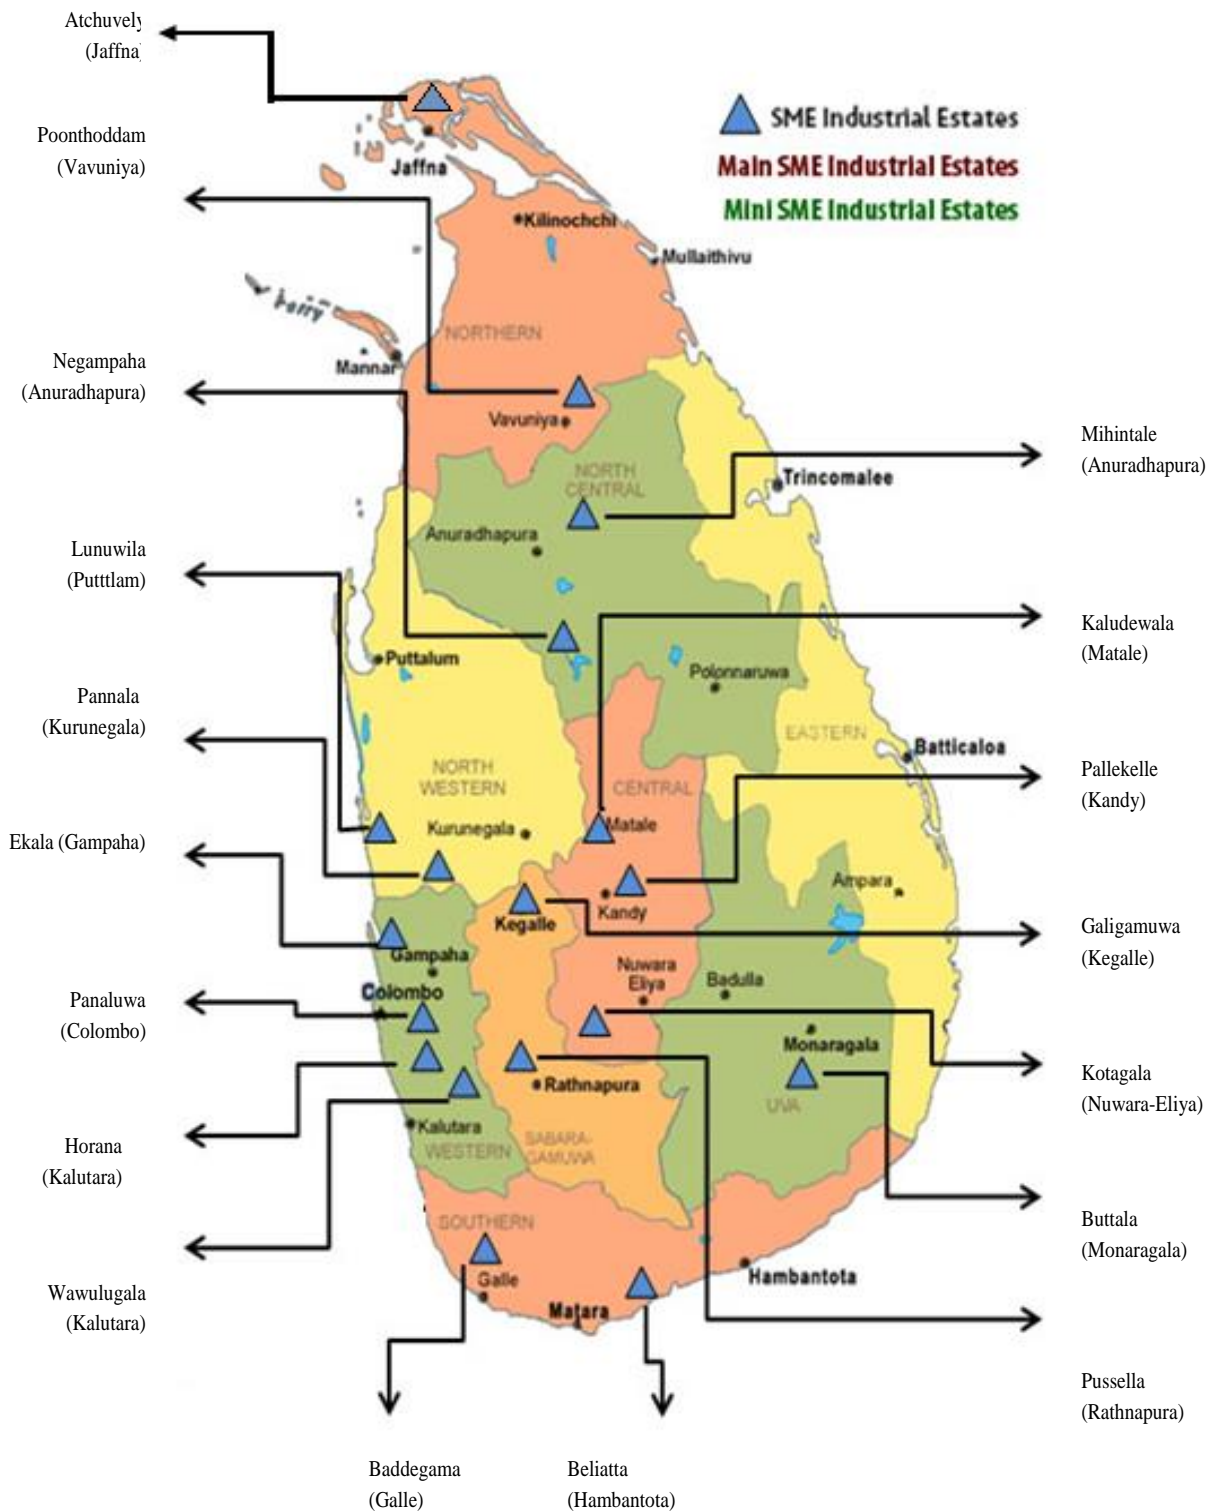 Atchuvely
(Jaffna)
Poonthoddam
(Vavuniya)
Negampaha
(Anuradhapura)
Lunuwila
(Putttlam)
Pannala
(Kurunegala)
Ekala (Gampaha)
Panaluwa
(Colombo)
Horana
(Kalutara)
Wawulugala
(Kalutara)
Baddegama
(Galle)
Beliatta
(Hambantota)
SME Industrial Estates
Main SME Industrial Estates
Mini SME Industrial Estates
Jaffna
Kilinochchi
Mullaithivu
Ferry
NORTHERN
Mannar
Vavuniya
NORTH
CENTRAL
Trincomalee
Anuradhapura
Puttalum
Polonnaruwa
EASTERN
Batticaloa
NORTH
WESTERN
CENTRAL
Kurunegala
Matale
Ampara
Kandy
Kegalle
Gampaha
Nuwara
Eliya
Badulla
Colombo
Monaragala
Rathnapura
UVA
Kalutara
WESTERN
SABARA-
GAMUWA
SOUTHERN
Galle
Hambantota
Matara
Mihintale
(Anuradhapura)
Kaludewala
(Matale)
Pallekelle
(Kandy)
Galigamuwa
(Kegalle)
Kotagala
(Nuwara-Eliya)
Buttala
(Monaragala)
Pussella
(Rathnapura)